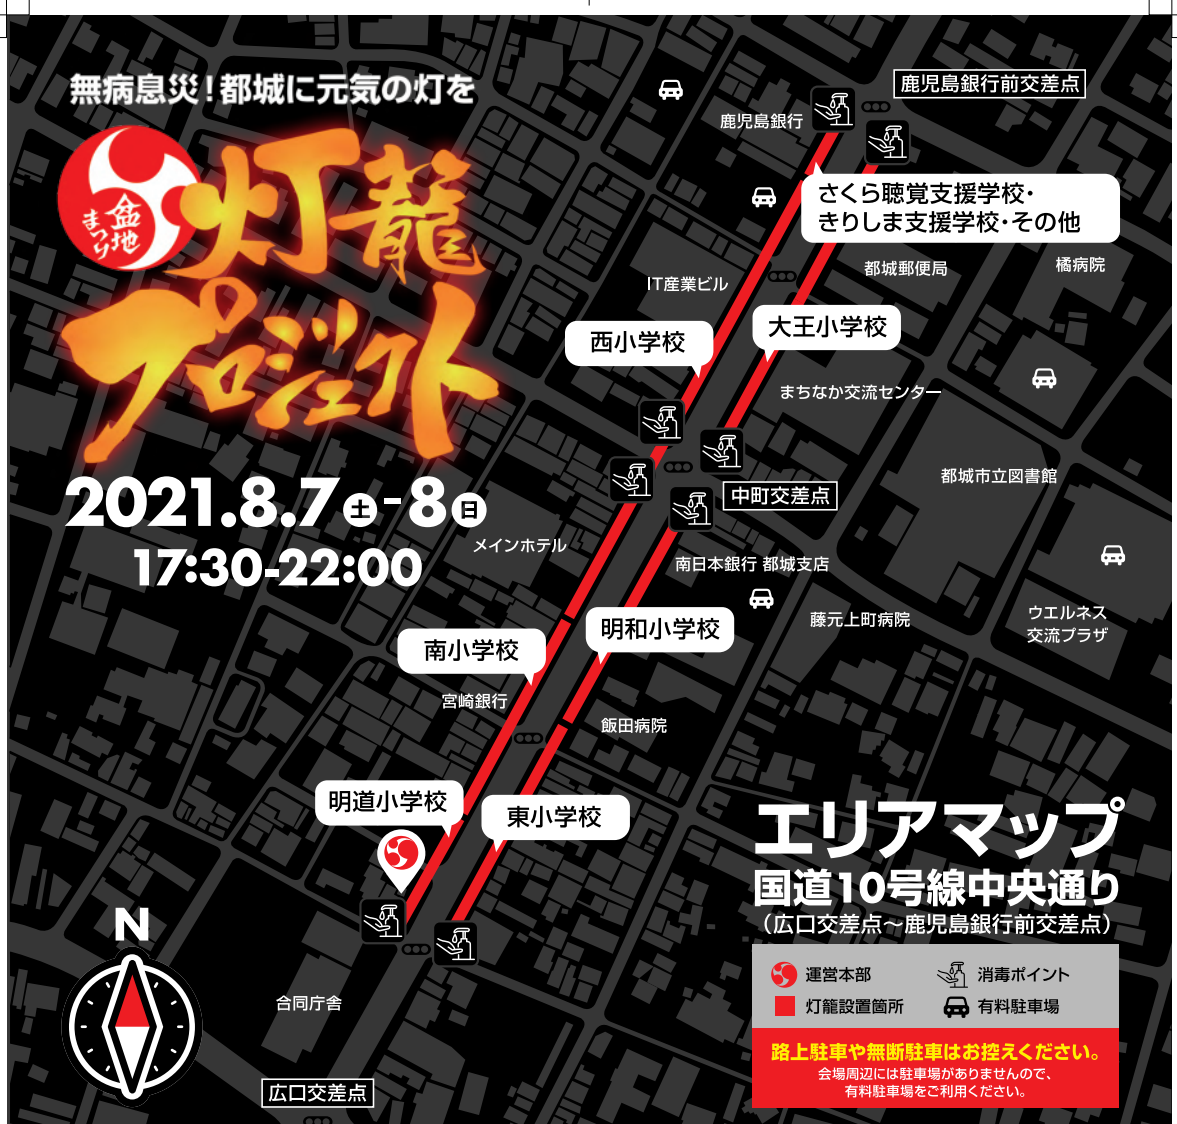 無病息災！都城に元気の灯を
盆地
まつり
灯籠
プロジェクト
2021.8.7土-8日
17:30-22:00
鹿児島銀行前交差点
鹿児島銀行
さくら聴覚支援学校・
きりしま支援学校・その他
都城郵便局
橘病院
IT産業ビル
大王小学校
西小学校
まちなか交流センター
都城市立図書館
中町交差点
メインホテル
南日本銀行 都城支店
藤元上町病院
ウエルネス
交流プラザ
明和小学校
南小学校
宮崎銀行
飯田病院
明道小学校
東小学校
合同庁舎
広口交差点
N
エリアマップ
国道10号線中央通り
（広口交差点～鹿児島銀行前交差点）
運営本部
消毒ポイント
灯籠設置箇所
有料駐車場
路上駐車や無断駐車はお控えください。
会場周辺には駐車場がありませんので、
有料駐車場をご利用ください。